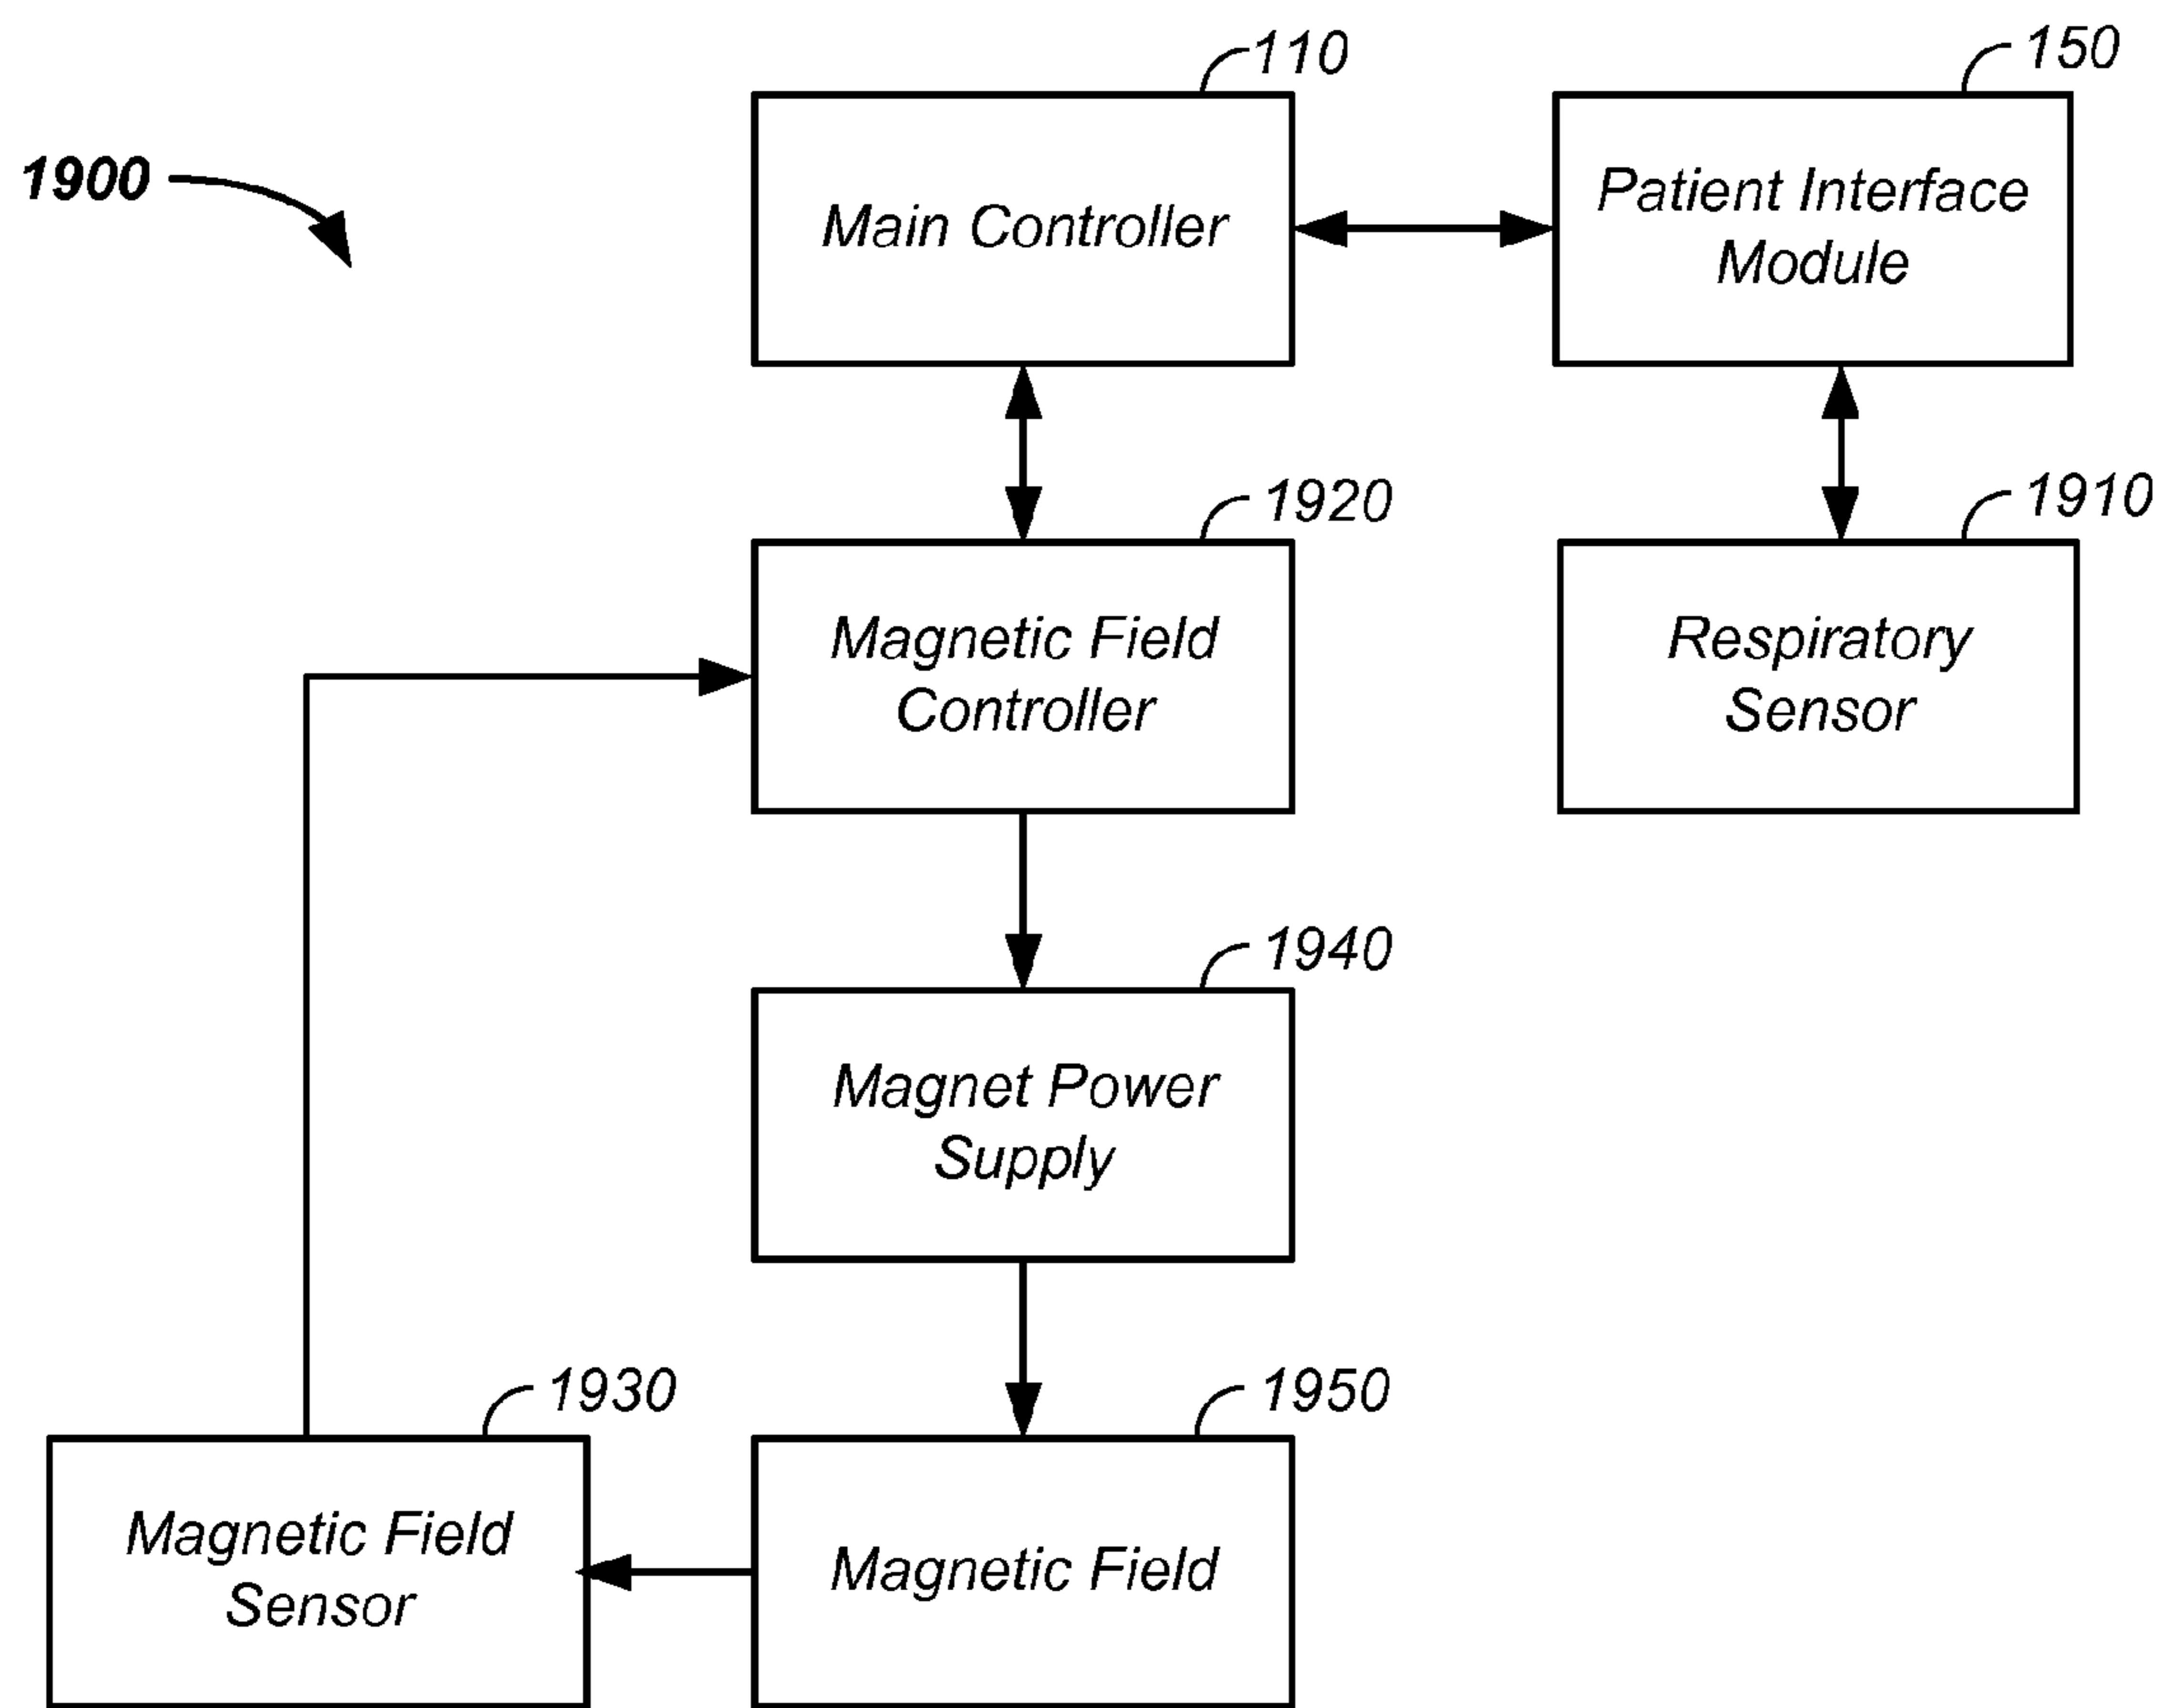 110
150
1900
Main Controller
Patient Interface
Module
1920
1910
Magnetic Field
Controller
Respiratory
Sensor
1940
Magnet Power
Supply
1930
1950
Magnetic Field
Sensor
Magnetic Field